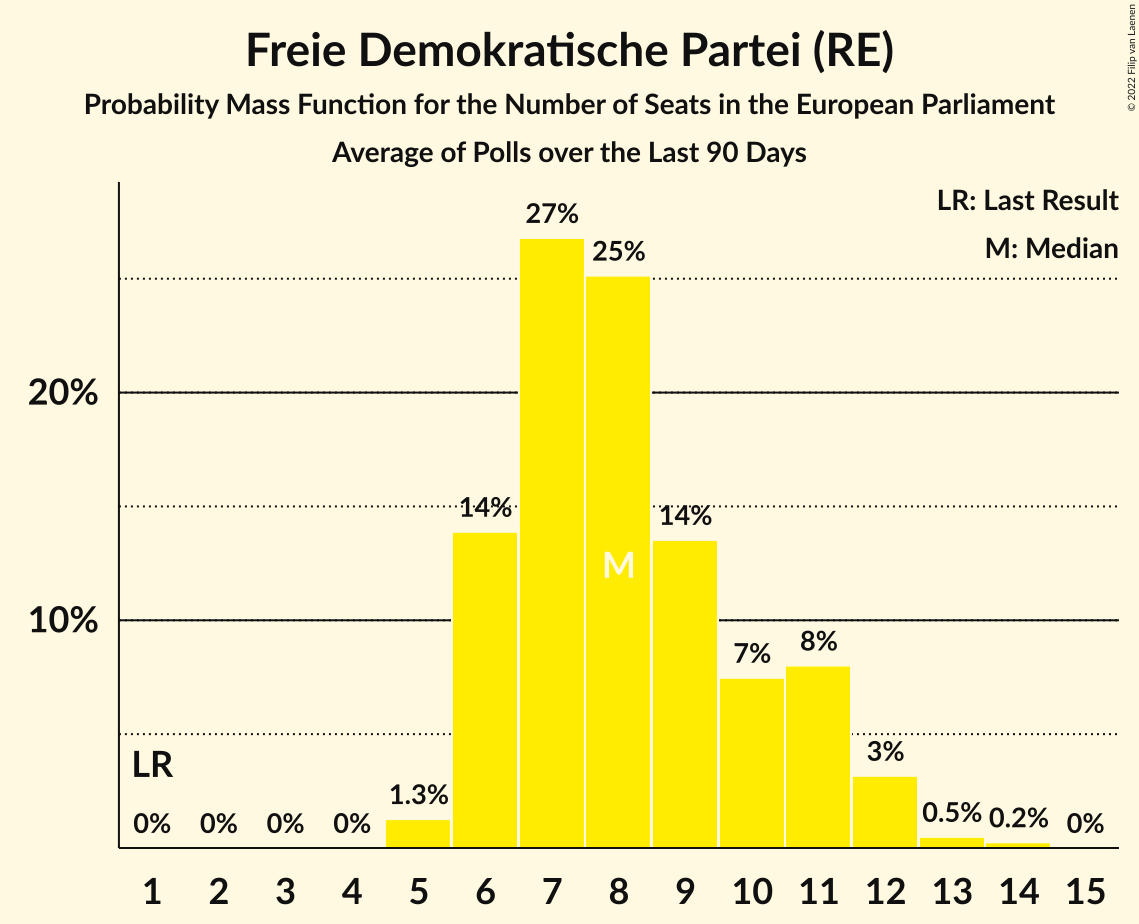 Freie Demokratische Partei (RE)
Probability Mass Function for the Number of Seats in the European Parliament
Average of Polls over the Last 90 Days
© 2022 Filip van Laenen
LR: Last Result
M: Median
27%
25%
20%
14%
14%
M
10%
8%
7%
3%
LR
1.3%
0%
0%
0%
0%
0.5%
0.2%
0%
1 2 3 4 5 6 7 8 9 10 11 12 13 14 15